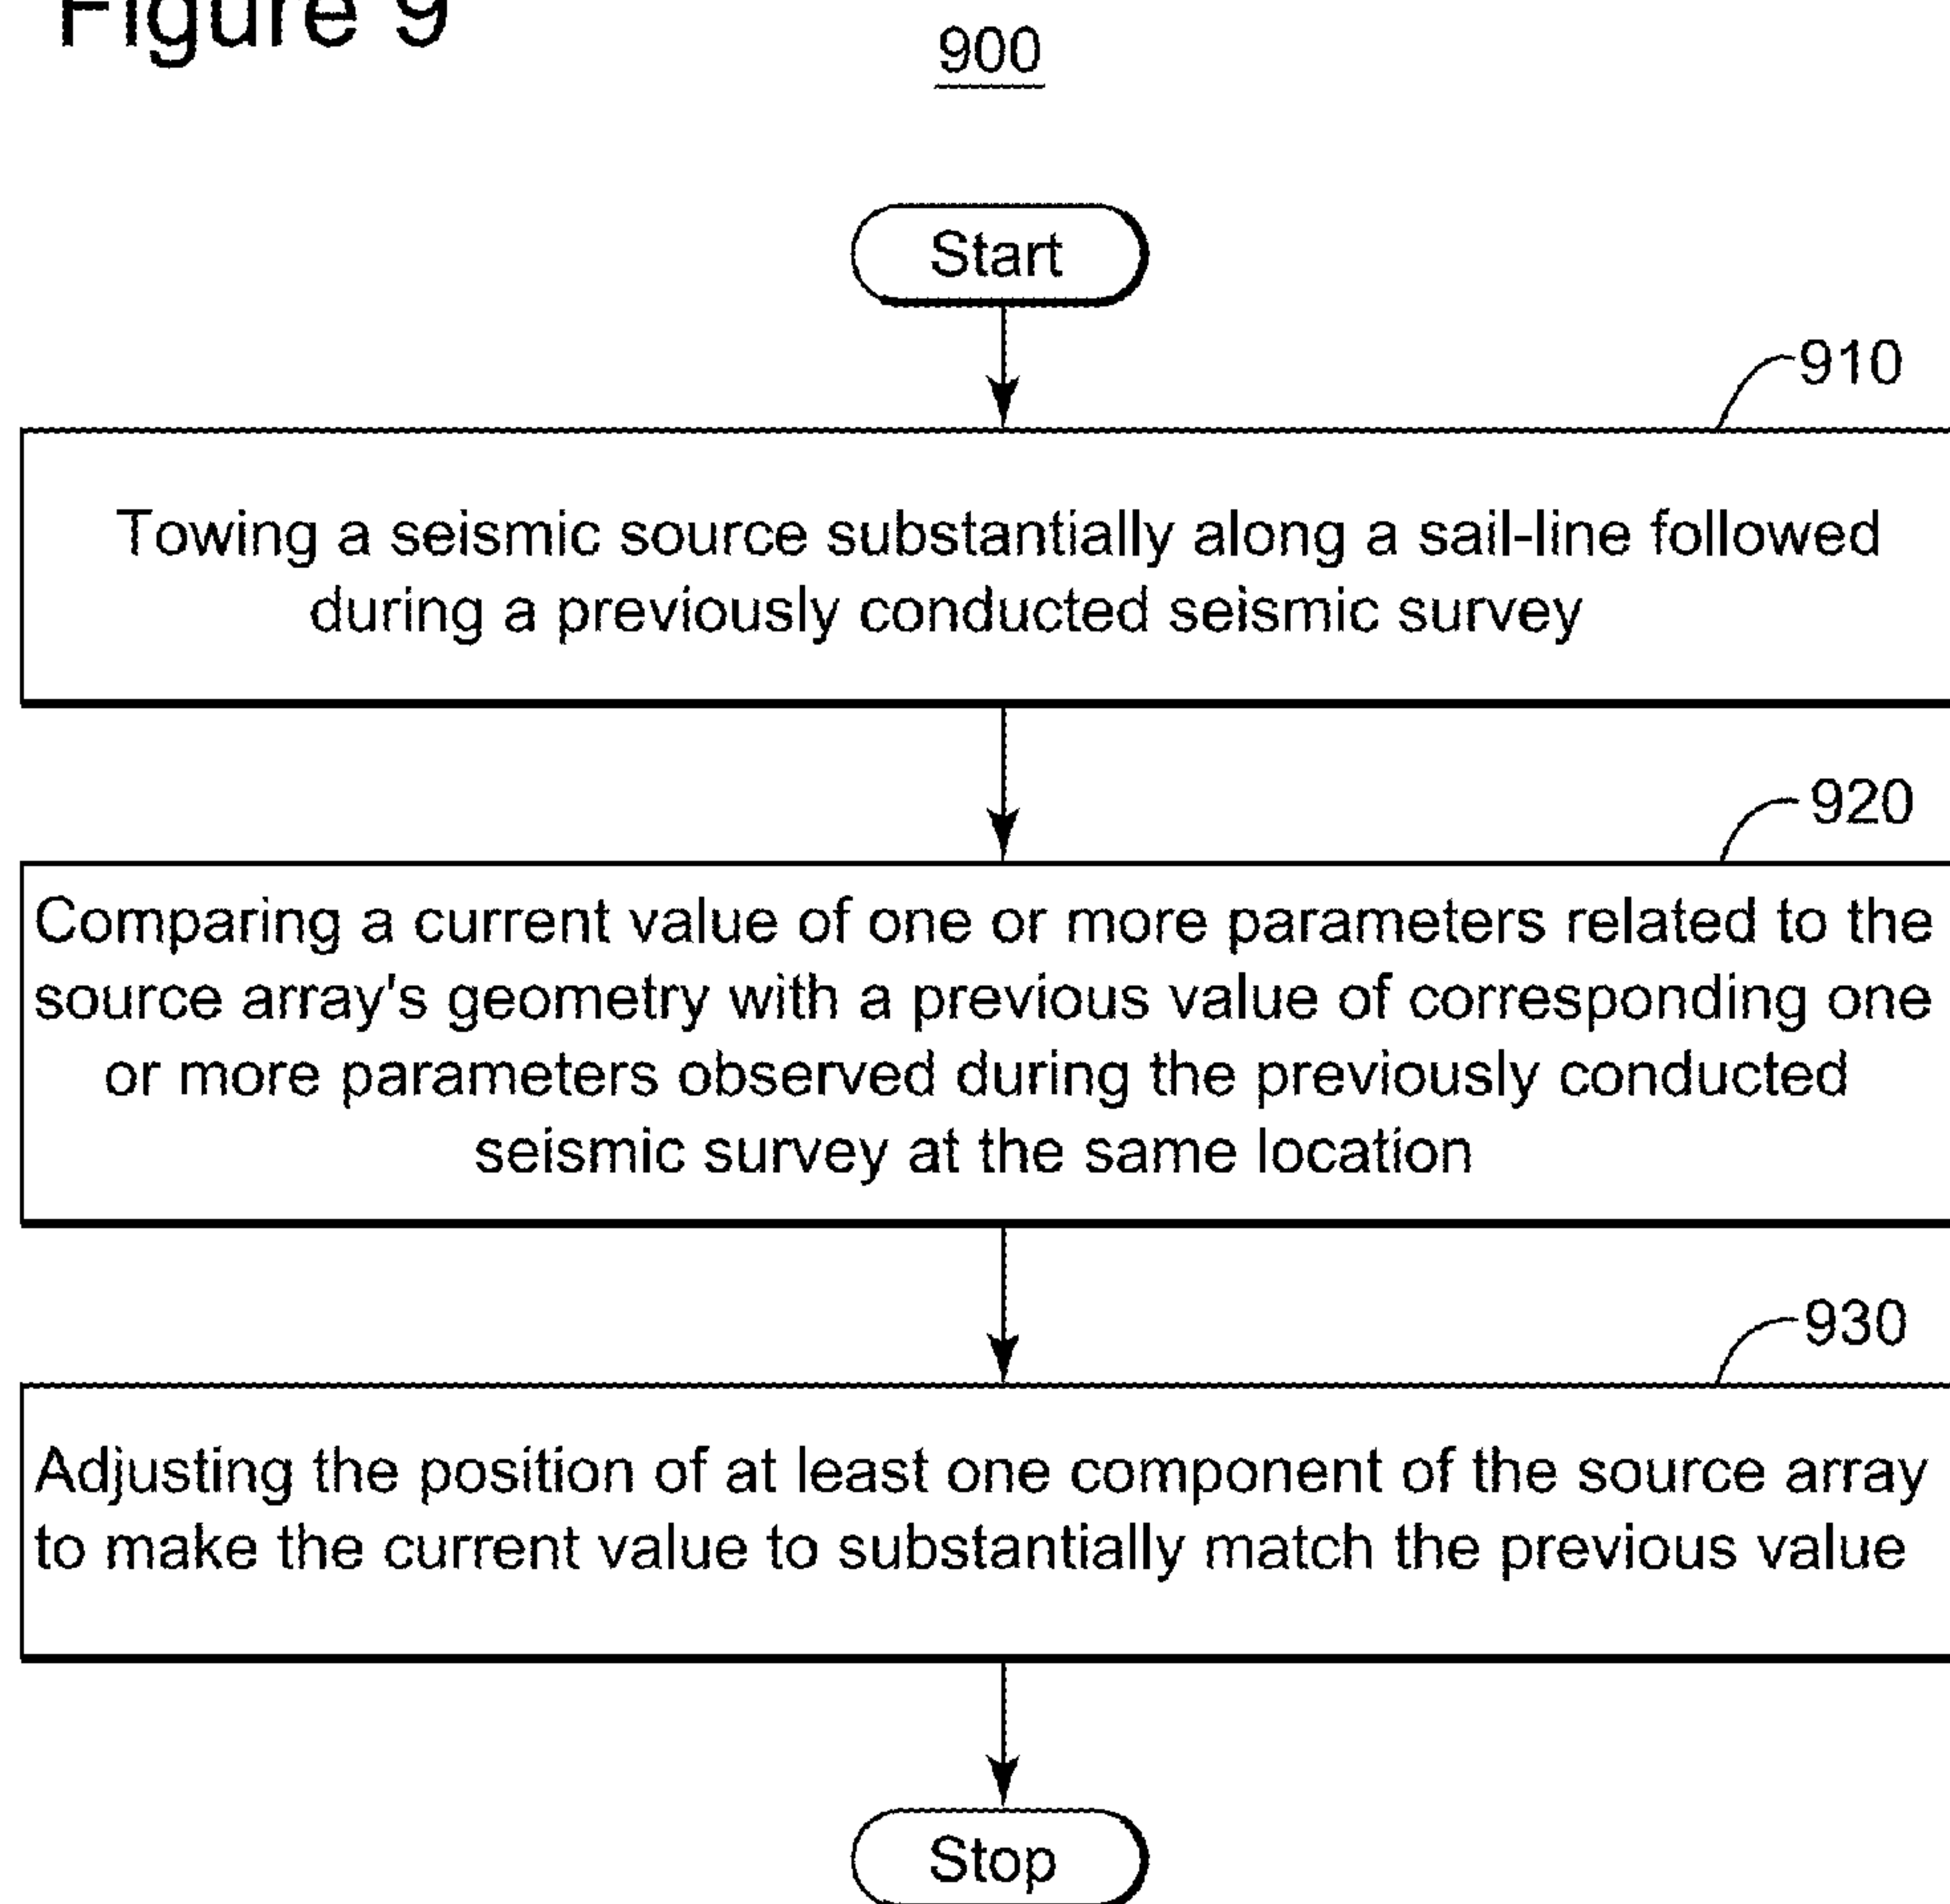 Figure 9
900
Start
910
Towing a seismic source substantially along a sail-line followed
during a previously conducted seismic survey
920
Comparing a current value of one or more parameters related to the
source array's geometry with a previous value of corresponding one
or more parameters observed during the previously conducted
seismic survey at the same location
930
Adjusting the position of at least one component of the source array
to make the current value to substantially match the previous value
Stop